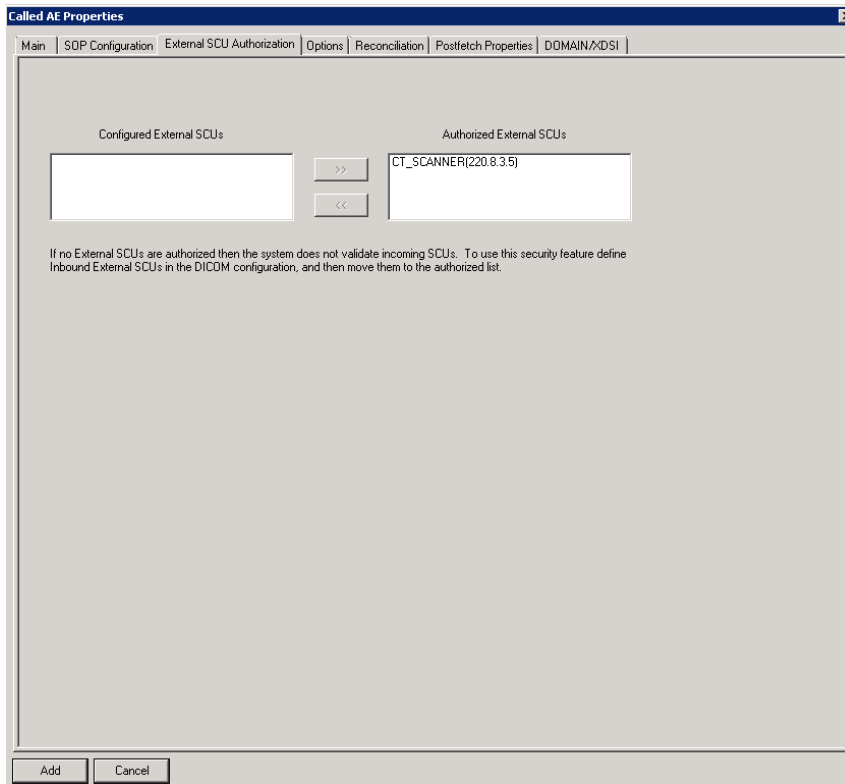 Called AE Properties
Main SOP Configuration External SCU Authorization Options Reconciliation Postfetch Properties DOMAIN/XDSI
Configured External SCUs Authorized External SCUs
CT_SCANNER(220.8.3.5)
>>
<<
If no External SCUs are authorized then the system does not validate incoming SCUs. To use this security feature define
Inbound External SCUs in the DICOM configuration, and then move them to the authorized list.
Add Cancel